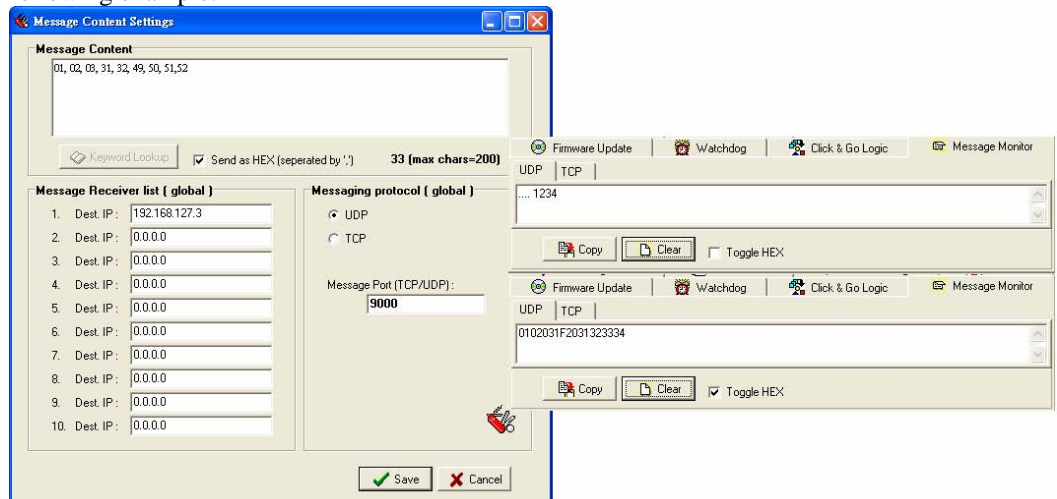 Message Content Settings
Message Content
01, 02, 03, 31, 32, 49, 50, 51,52
Keyword Lookup
Send as HEX (seperated by ',')
33 (max chars=200)
Message Receiver list ( global )
1. Dest. IP : 192.168.127.3
2. Dest. IP : 0.0.0.0
3. Dest. IP : 0.0.0.0
4. Dest. IP : 0.0.0.0
5. Dest. IP : 0.0.0.0
6. Dest. IP : 0.0.0.0
7. Dest. IP : 0.0.0.0
8. Dest. IP : 0.0.0.0
9. Dest. IP : 0.0.0.0
10. Dest. IP : 0.0.0.0
Messaging protocol ( global )
UDP
TCP
Message Port (TCP/UDP) :
9000
Save
Cancel
Firmware Update Watchdog Click & Go Logic Message Monitor
UDP TCP
.... 1234
Copy Clear Toggle HEX
Firmware Update Watchdog Click & Go Logic Message Monitor
UDP TCP
0102031F2031323334
Copy Clear Toggle HEX